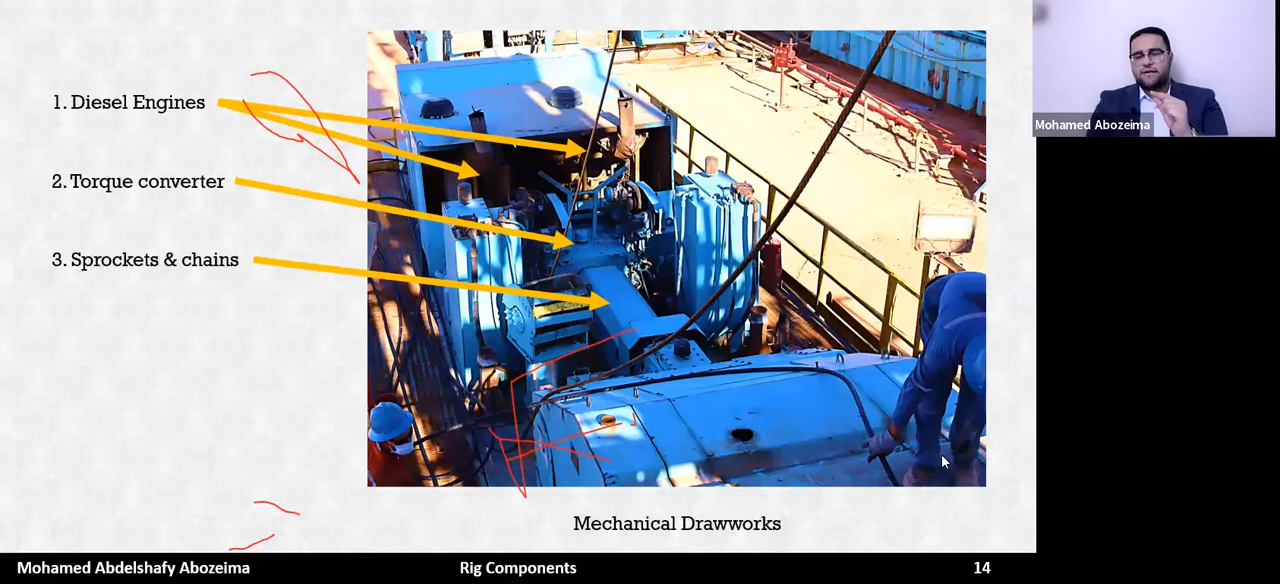 1. Diesel Engines
2. Torque converter
3. Sprockets & chains
Mechanical Drawworks
Mohamed Abozeima
Mohamed Abdelshafy Abozeima
Rig Components
14